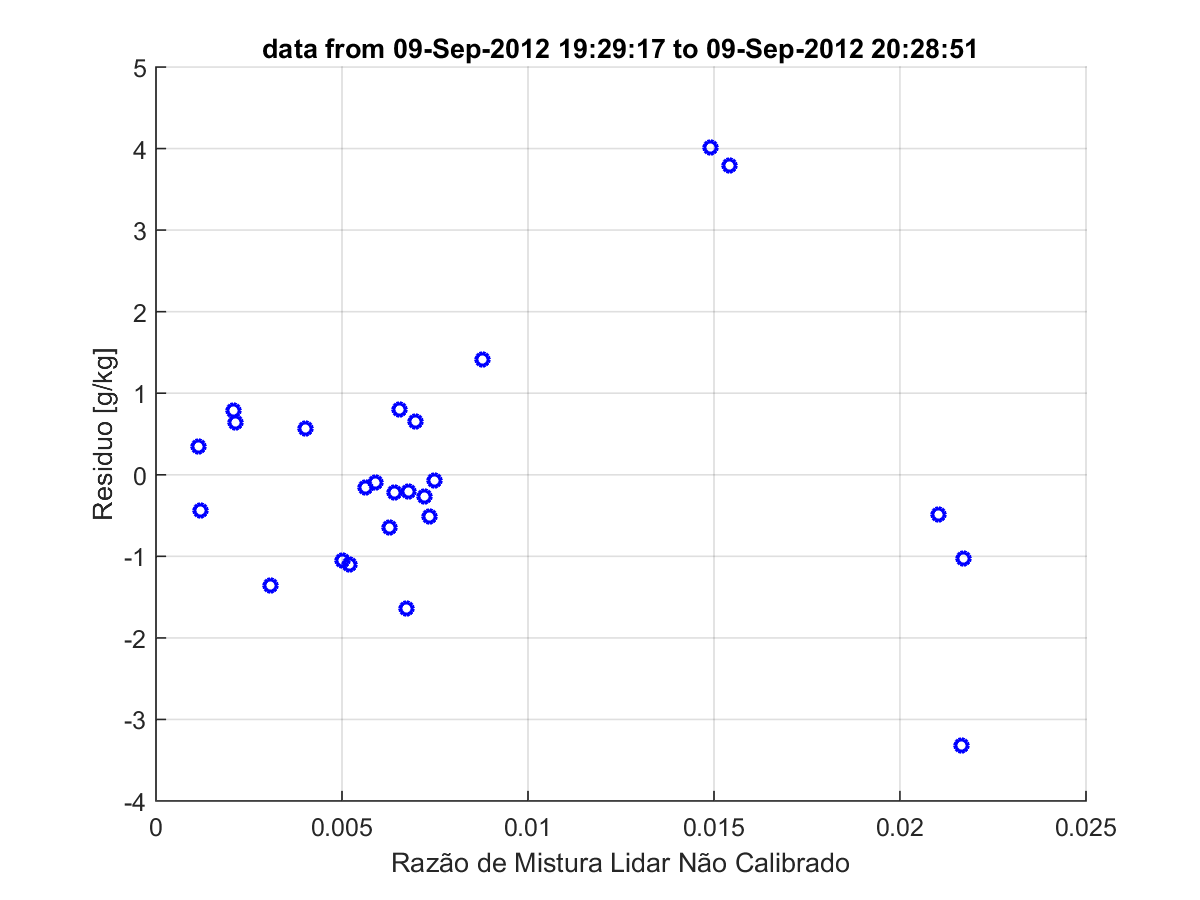 data from 09-Sep-2012 19:29:17 to 09-Sep-2012 20:28:51
5
4
3
2
1
0
-1
-2
-3
-4
Residuo [g/kg]
0 0.005 0.01 0.015 0.02 0.025
Razão de Mistura Lidar Não Calibrado